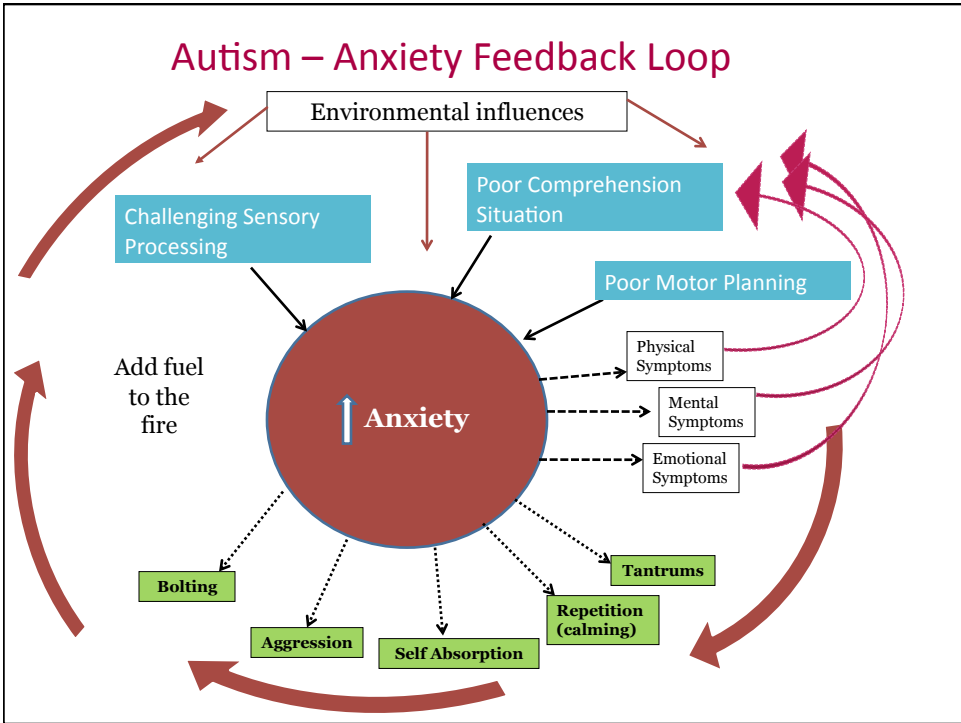 Autism – Anxiety Feedback Loop
Environmental influences
Poor Comprehension
Situation
Challenging Sensory
Processing
Poor Motor Planning
Physical
Symptoms
Add fuel
to the
fire
Anxiety
Mental
Symptoms
Emotional
Symptoms
Tantrums
Bolting
Repetition
(calming)
Aggression
Self Absorption